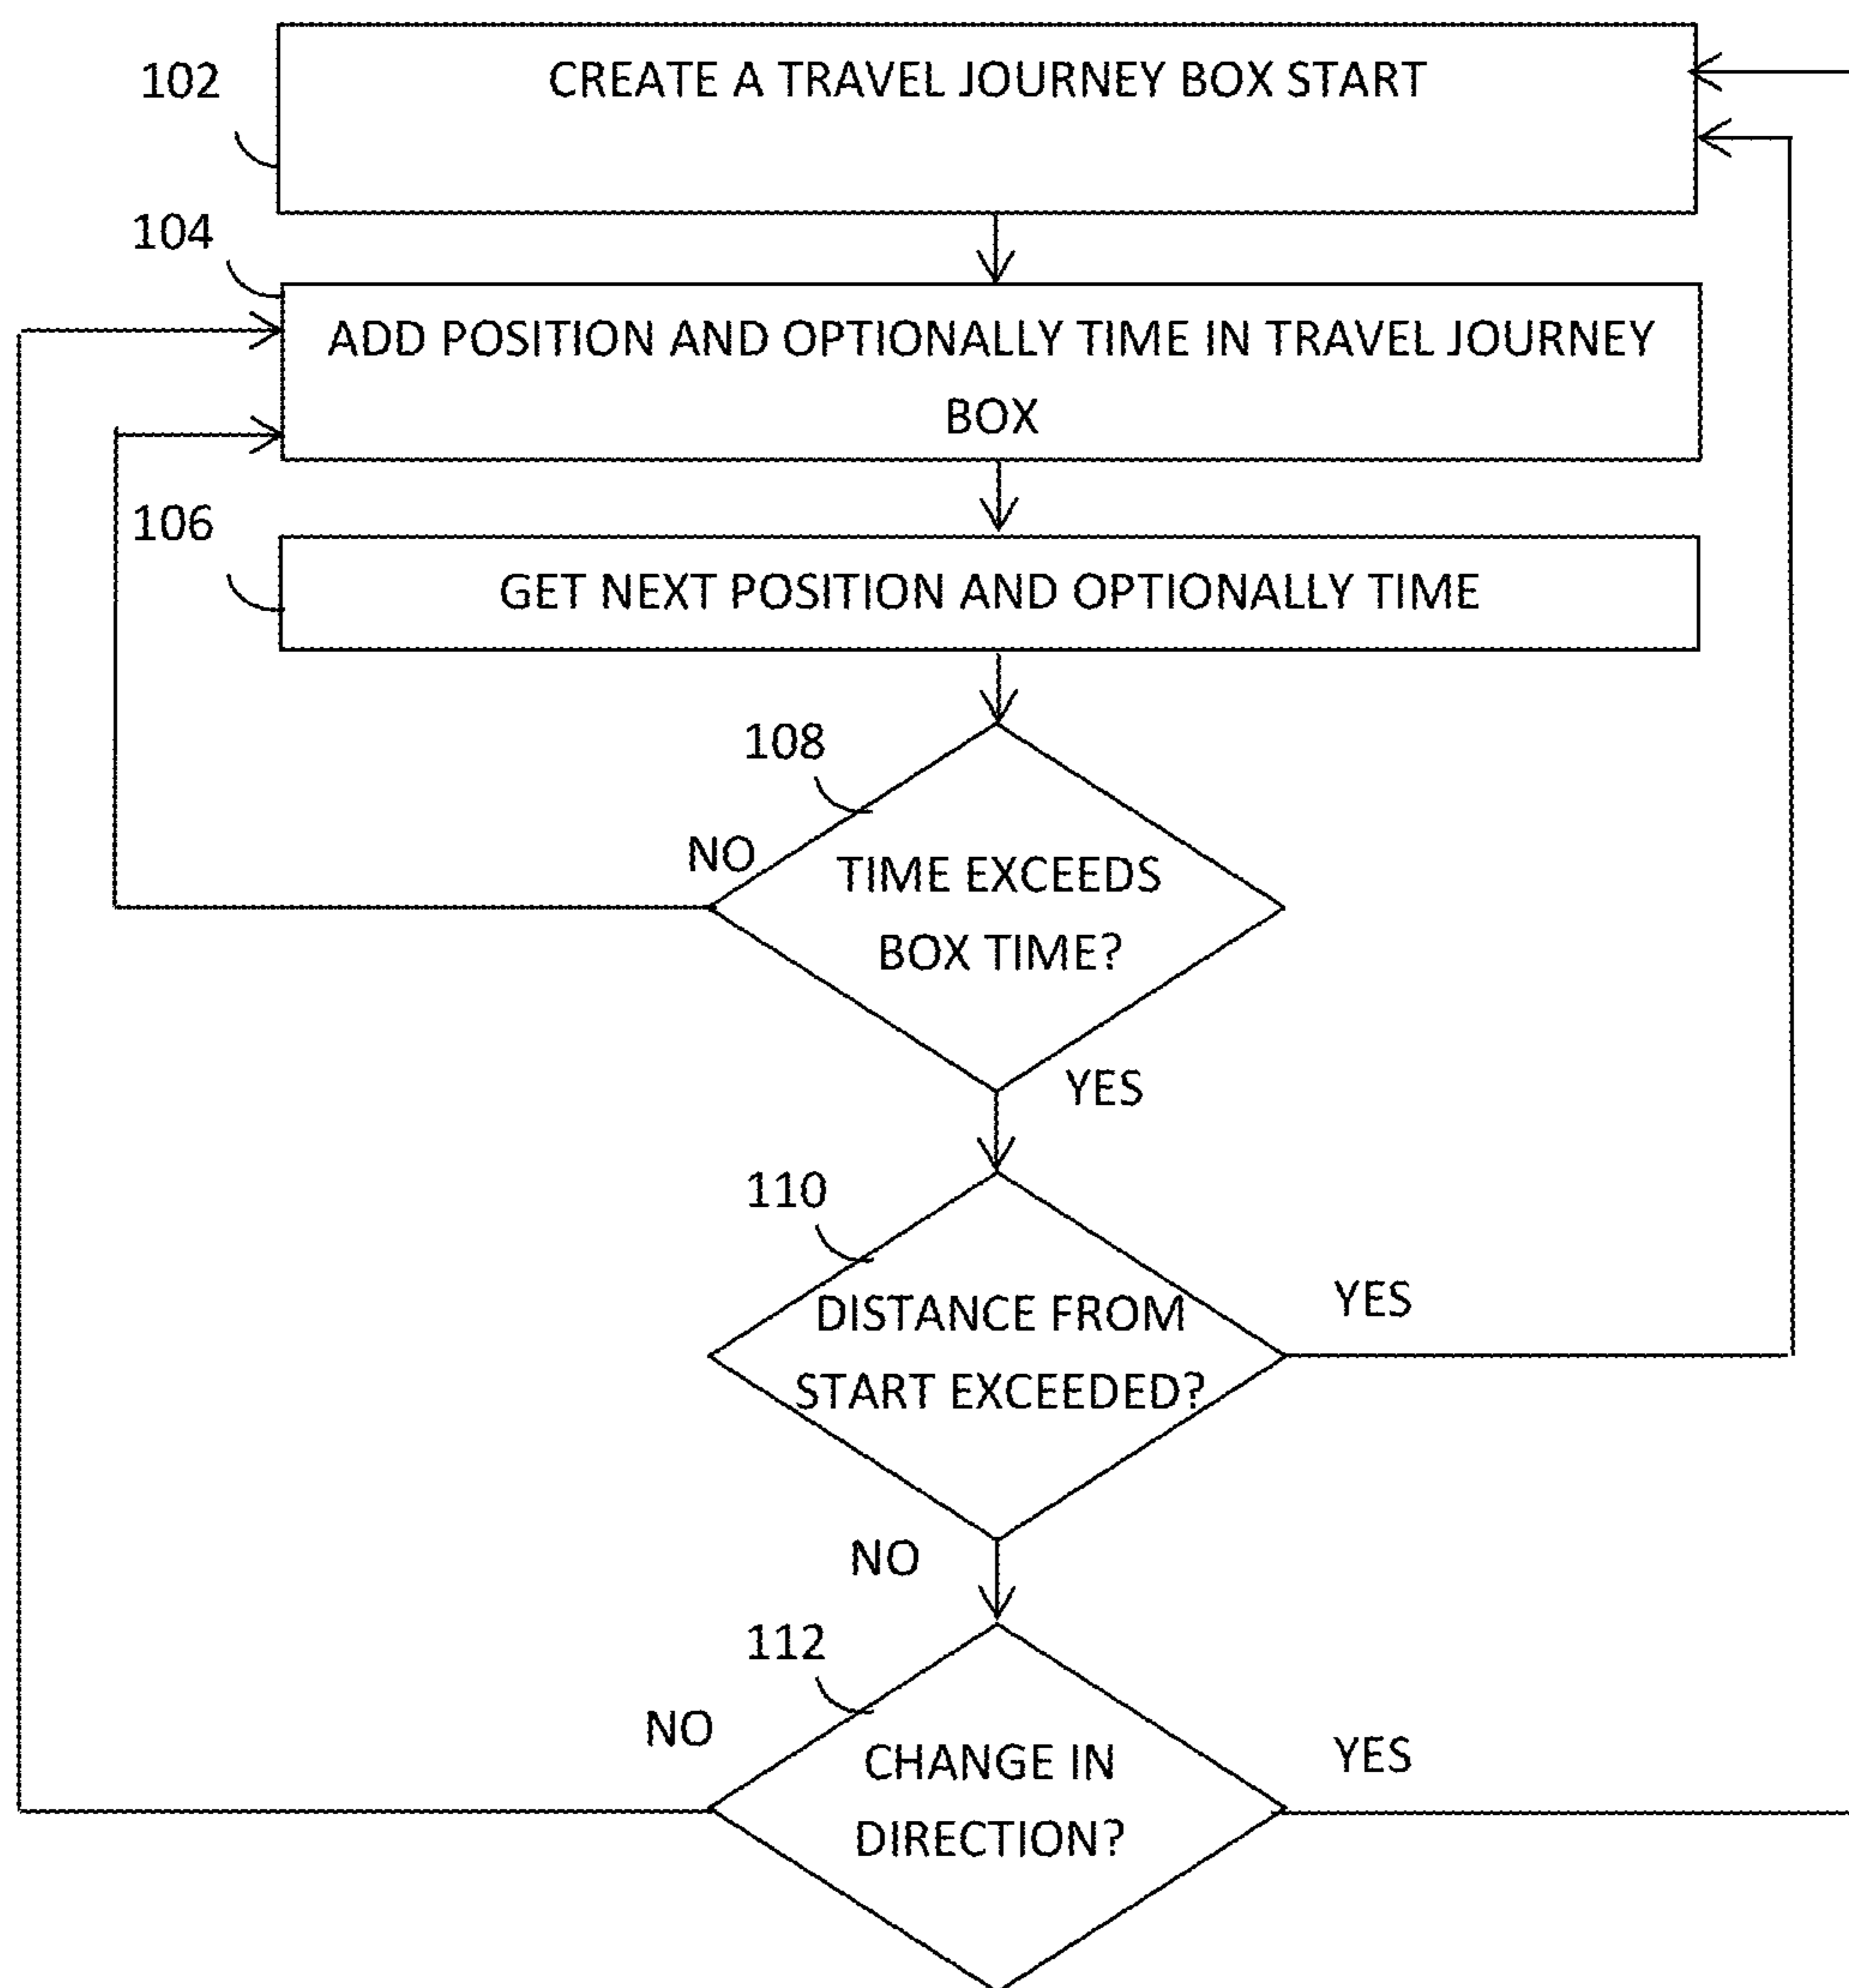 102
CREATE A TRAVEL JOURNEY BOX START
104
ADD POSITION AND OPTIONALLY TIME IN TRAVEL JOURNEY
BOX
106
GET NEXT POSITION AND OPTIONALLY TIME
108
NO
TIME EXCEEDS
BOX TIME?
YES
110
DISTANCE FROM
START EXCEEDED?
YES
NO
112
NO
CHANGE IN
DIRECTION?
YES